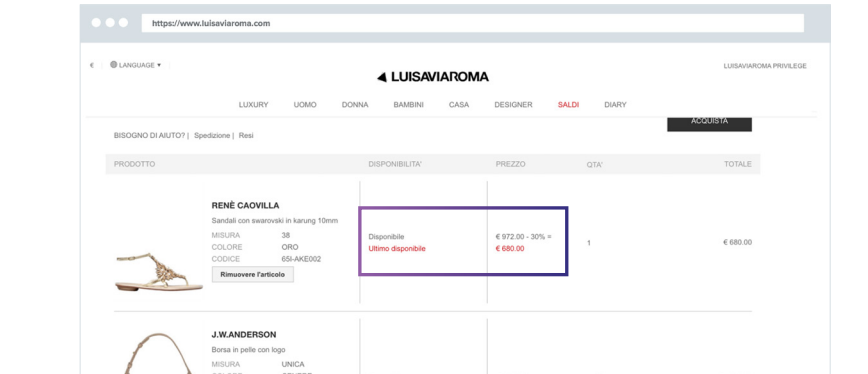 https://www.luisaviaroma.com
€ LANGUAGE ▾
LUISAVIAROMA
LUISAVIAROMA PRIVILEGE
LUXURY UOMO DONNA BAMBINI CASA DESIGNER SALDI DIARY
ACQUISTA
BISOGNO DI AIUTO? | Spedizione | Resi
PRODOTTO DISPONIBILITA' PREZZO QTA' TOTALE
RENÈ CAOVILLA
Sandali con swarovski in karung 10mm
MISURA 38
COLORE ORO
CODICE 65I-AKE002
Rimuovere l'articolo
Disponibile
Ultimo disponibile
€ 972.00 - 30% =
€ 680.00
1
€ 680.00
J.W.ANDERSON
Borsa in pelle con logo
MISURA UNICA